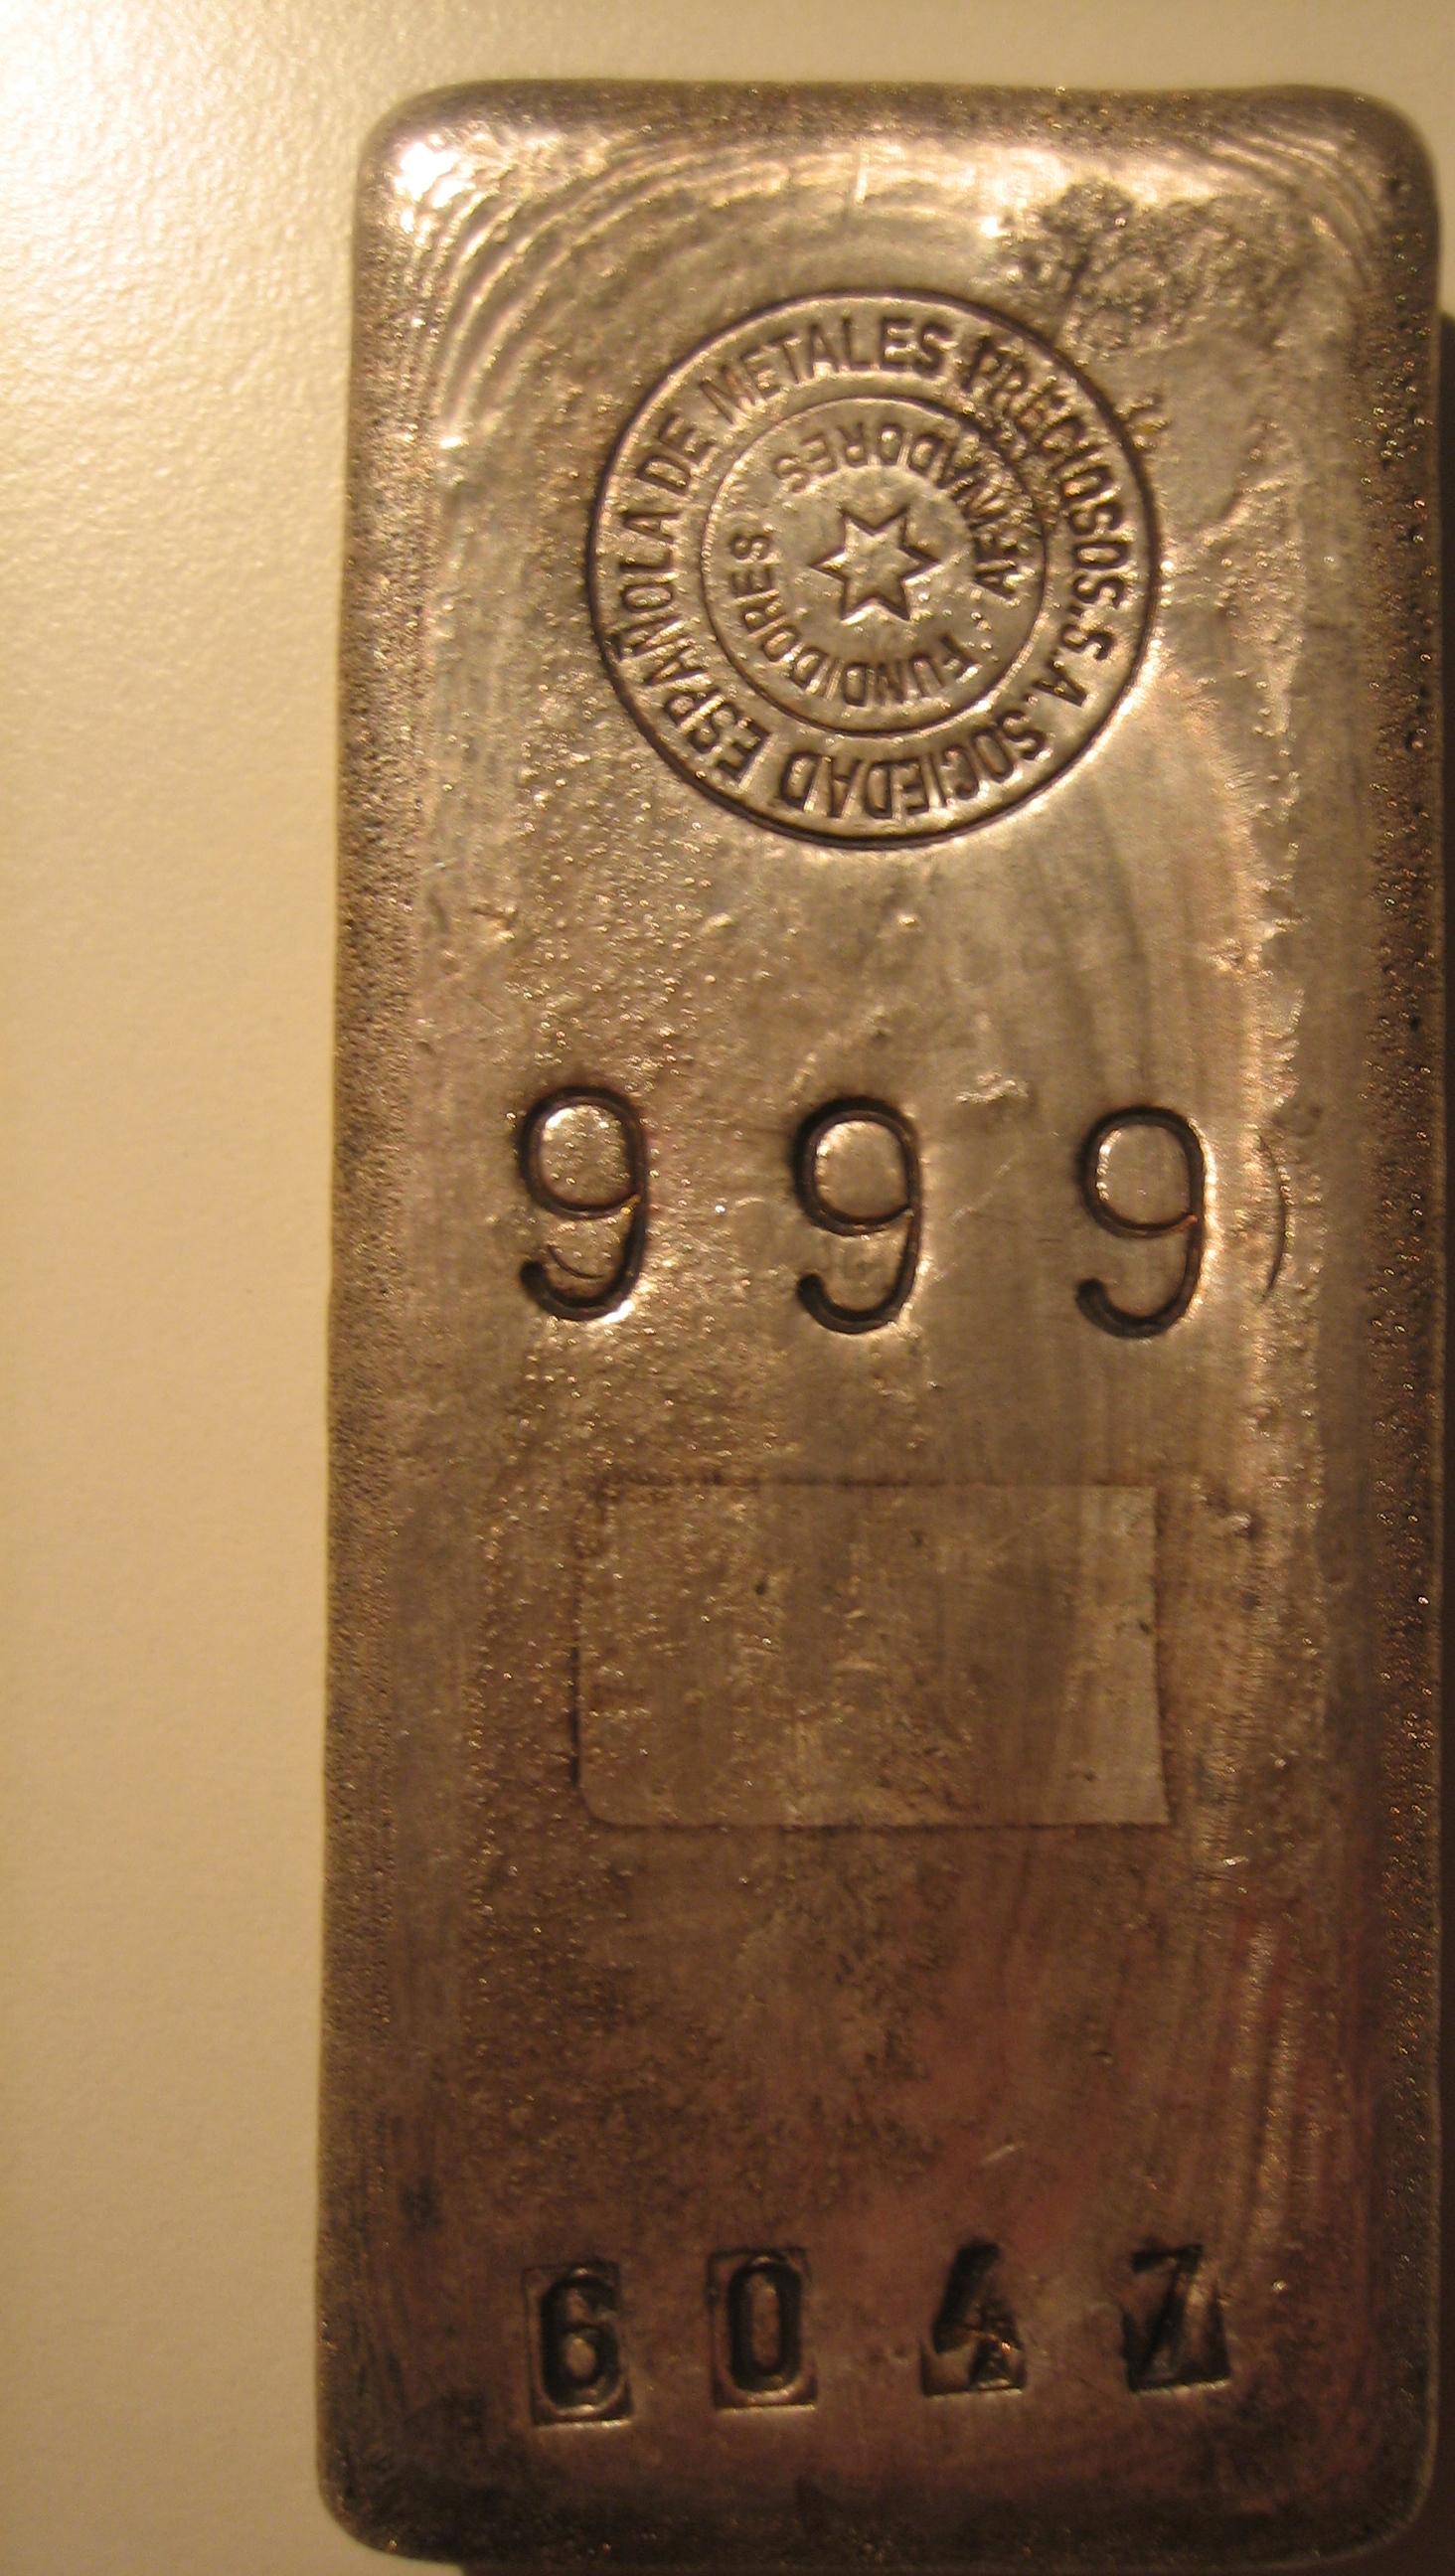 SOCIEDAD ESPAÑOLA DE METALES PRECIOSOS. S.A.
FUNDIDORES AFINADORES
999
6047